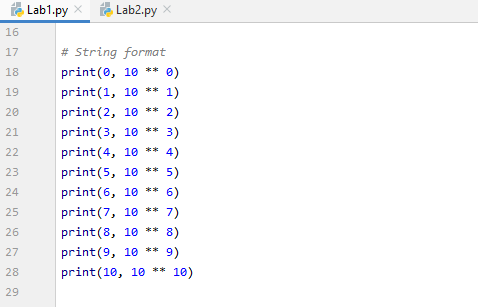 Lab1.py × Lab2.py ×
16
17 # String format
18 print(0, 10 ** 0)
19 print(1, 10 ** 1)
20 print(2, 10 ** 2)
21 print(3, 10 ** 3)
22 print(4, 10 ** 4)
23 print(5, 10 ** 5)
24 print(6, 10 ** 6)
25 print(7, 10 ** 7)
26 print(8, 10 ** 8)
27 print(9, 10 ** 9)
28 print(10, 10 ** 10)
29